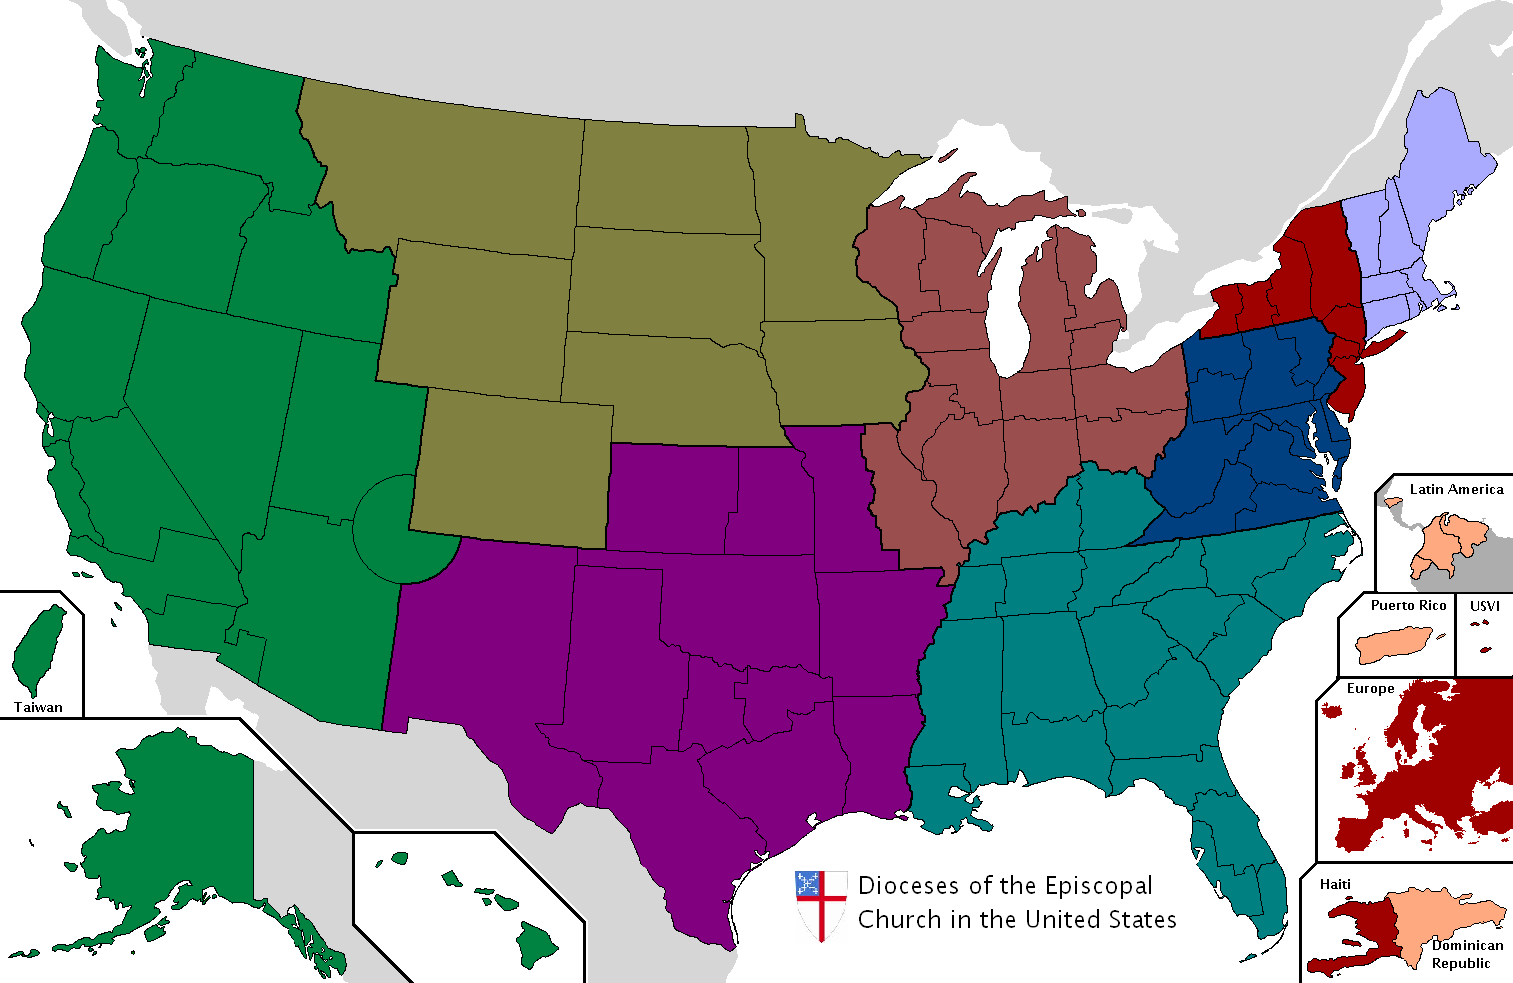 Latin America
Puerto Rico
USVI
Taiwan
Europe
Dioceses of the Episcopal
Church in the United States
Haiti
Dominican
Republic